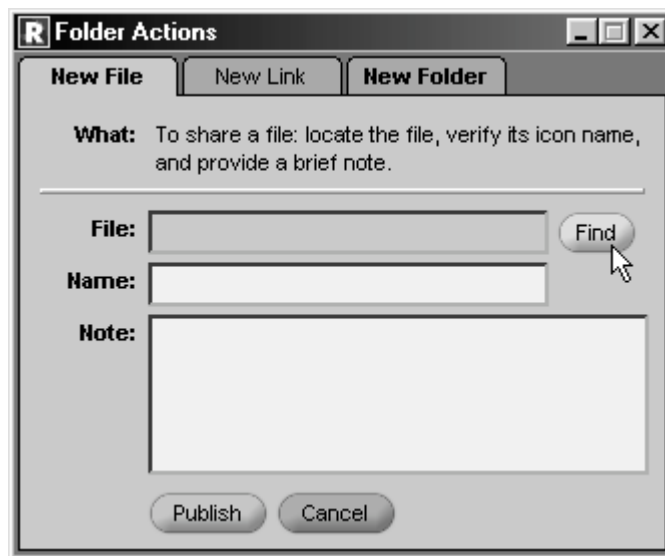 R Folder Actions
New File New Link New Folder
What: To share a file: locate the file, verify its icon name,
and provide a brief note.
File: Find
Name:
Note:
Publish Cancel